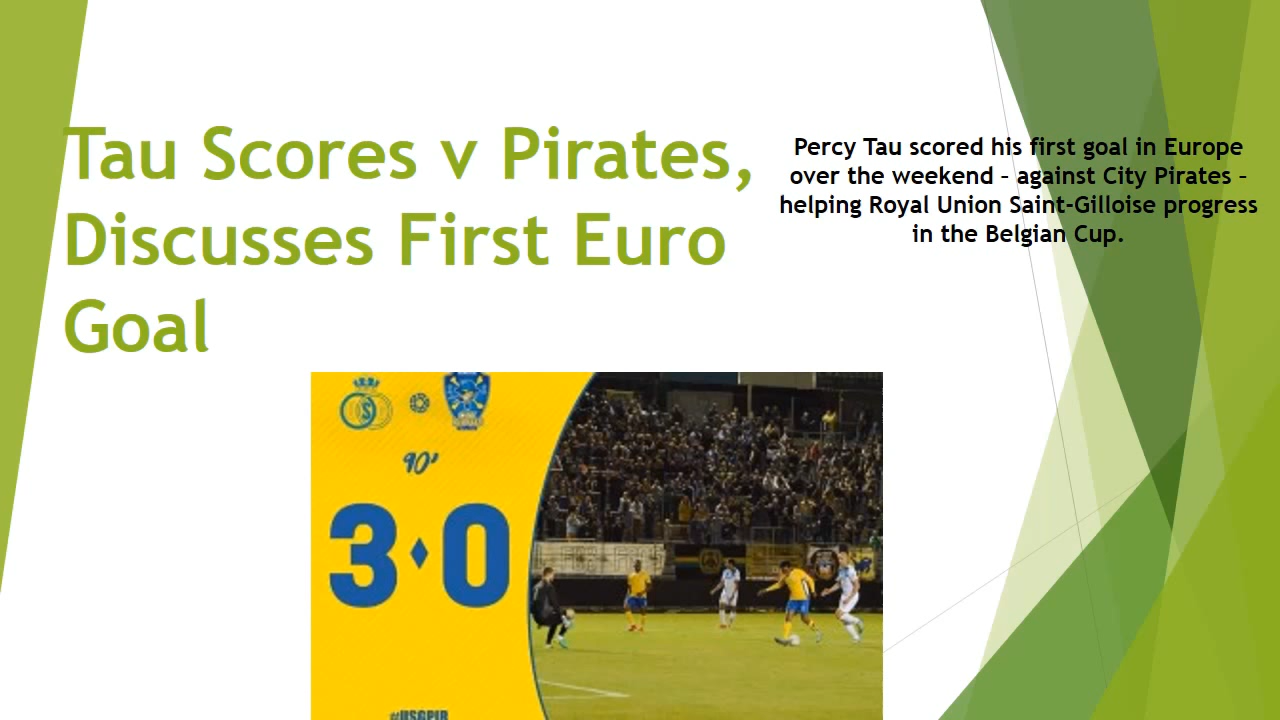 Tau Scores v Pirates,
Discusses First Euro
Goal
Percy Tau scored his first goal in Europe
over the weekend – against City Pirates –
helping Royal Union Saint-Gilloise progress
in the Belgian Cup.
90'
3⬧0
#USGPIR